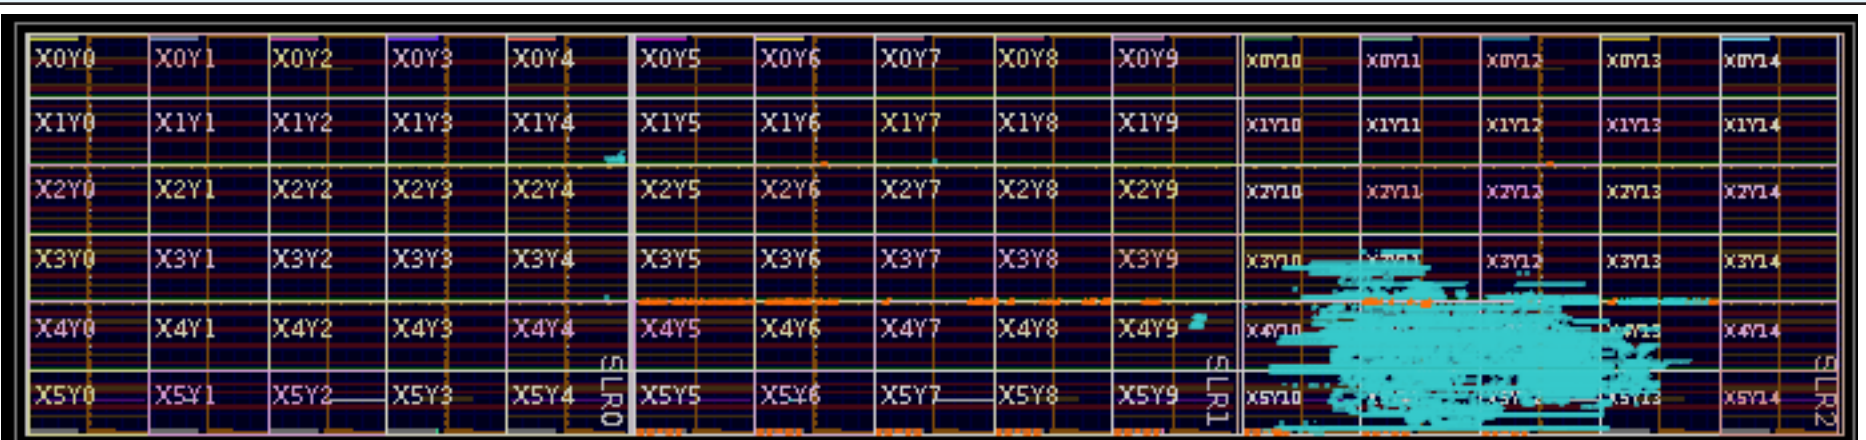 X0Y0 X0Y1 X0Y2 X0Y3 X0Y4 X0Y5 X0Y6 X0Y7 X0Y8 X0Y9 X0Y10 X0Y11 X0Y12 X0Y13 X0Y14
X1Y0 X1Y1 X1Y2 X1Y3 X1Y4 X1Y5 X1Y6 X1Y7 X1Y8 X1Y9 X1Y10 X1Y11 X1Y12 X1Y13 X1Y14
X2Y0 X2Y1 X2Y2 X2Y3 X2Y4 X2Y5 X2Y6 X2Y7 X2Y8 X2Y9 X2Y10 X2Y11 X2Y12 X2Y13 X2Y14
X3Y0 X3Y1 X3Y2 X3Y3 X3Y4 X3Y5 X3Y6 X3Y7 X3Y8 X3Y9 X3Y10 X3Y12 X3Y13 X3Y14
X4Y0 X4Y1 X4Y2 X4Y3 X4Y4 X4Y5 X4Y6 X4Y7 X4Y8 X4Y9 X4Y10 X4Y14
X5Y0 X5Y1 X5Y2 X5Y3 X5Y4 X5Y5 X5Y6 X5Y7 X5Y8 X5Y9 X5Y10 X5Y14
SLR0
SLR1
SLR2